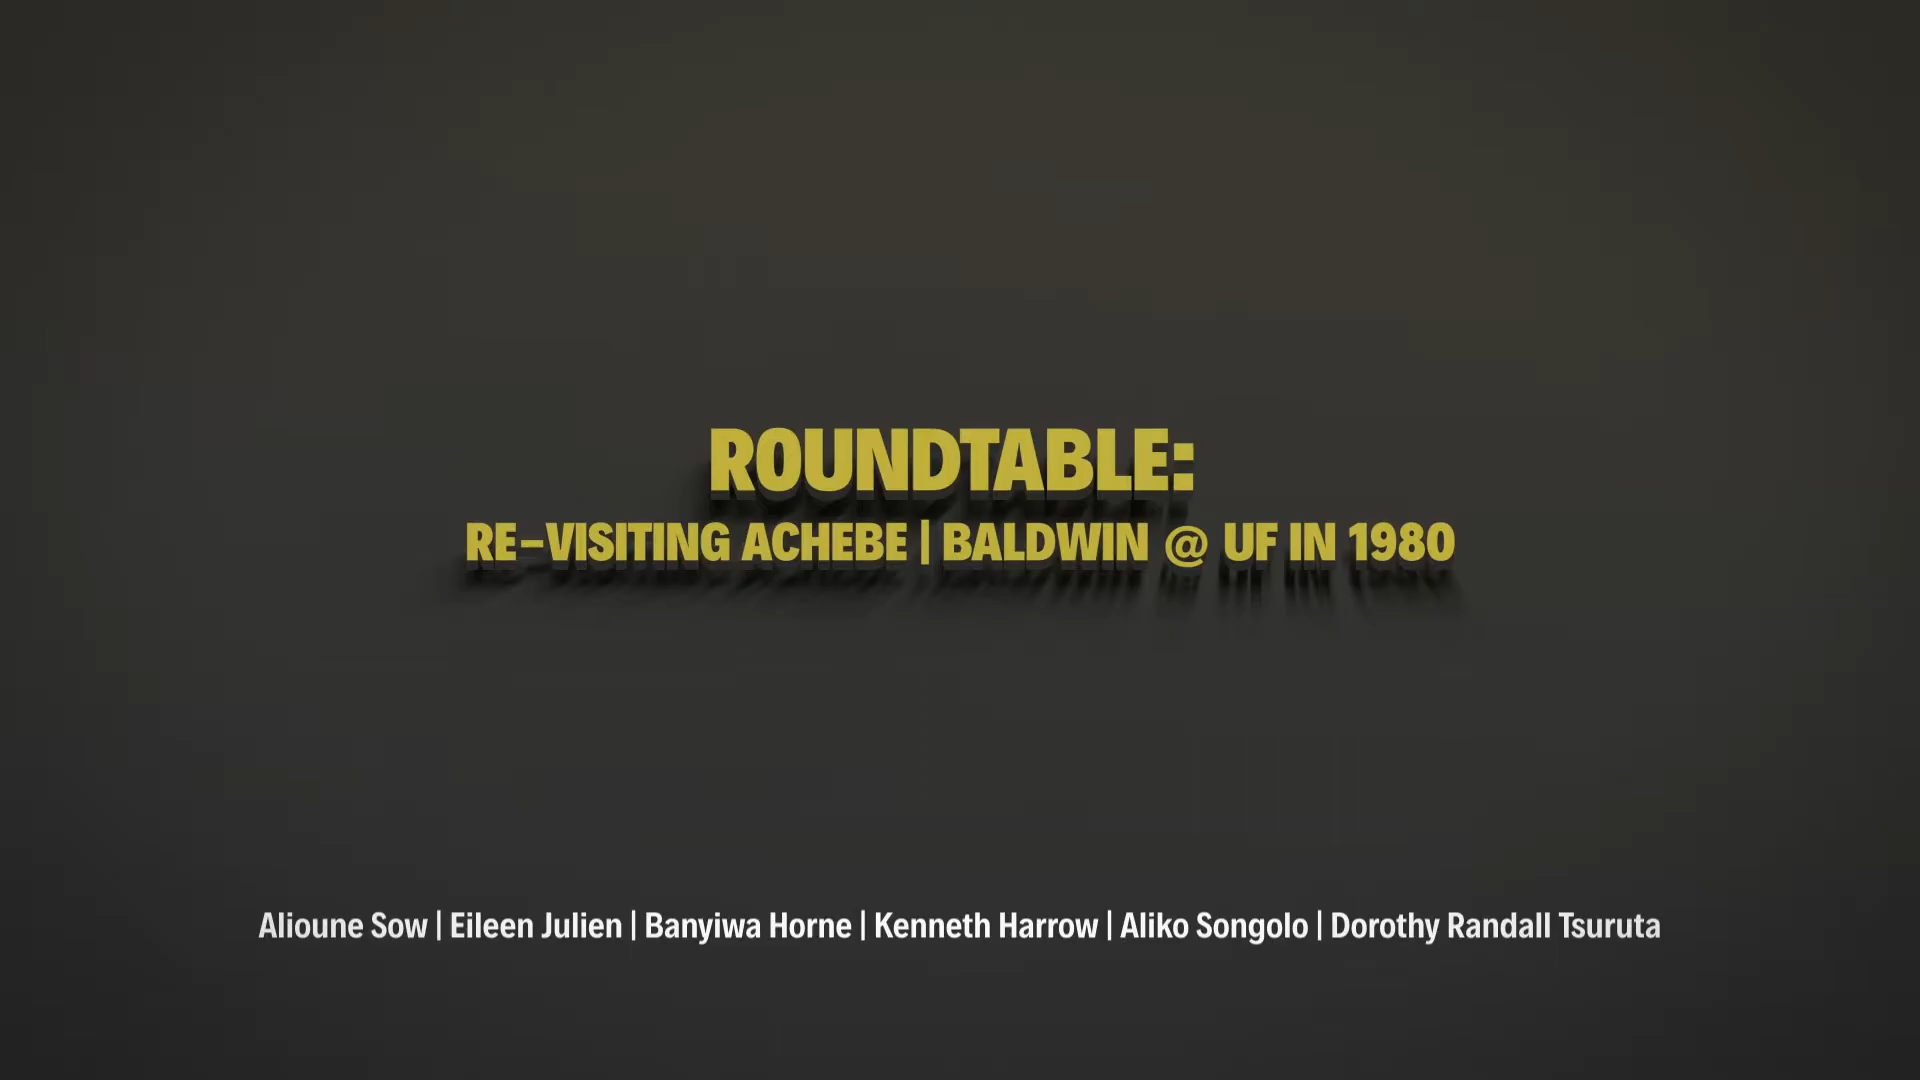 ROUNDTABLE:
RE-VISITING ACHEBE | BALDWIN @ UF IN 1980
Alioune Sow | Eileen Julien | Banyiwa Horne | Kenneth Harrow | Aliko Songolo | Dorothy Randall Tsuruta